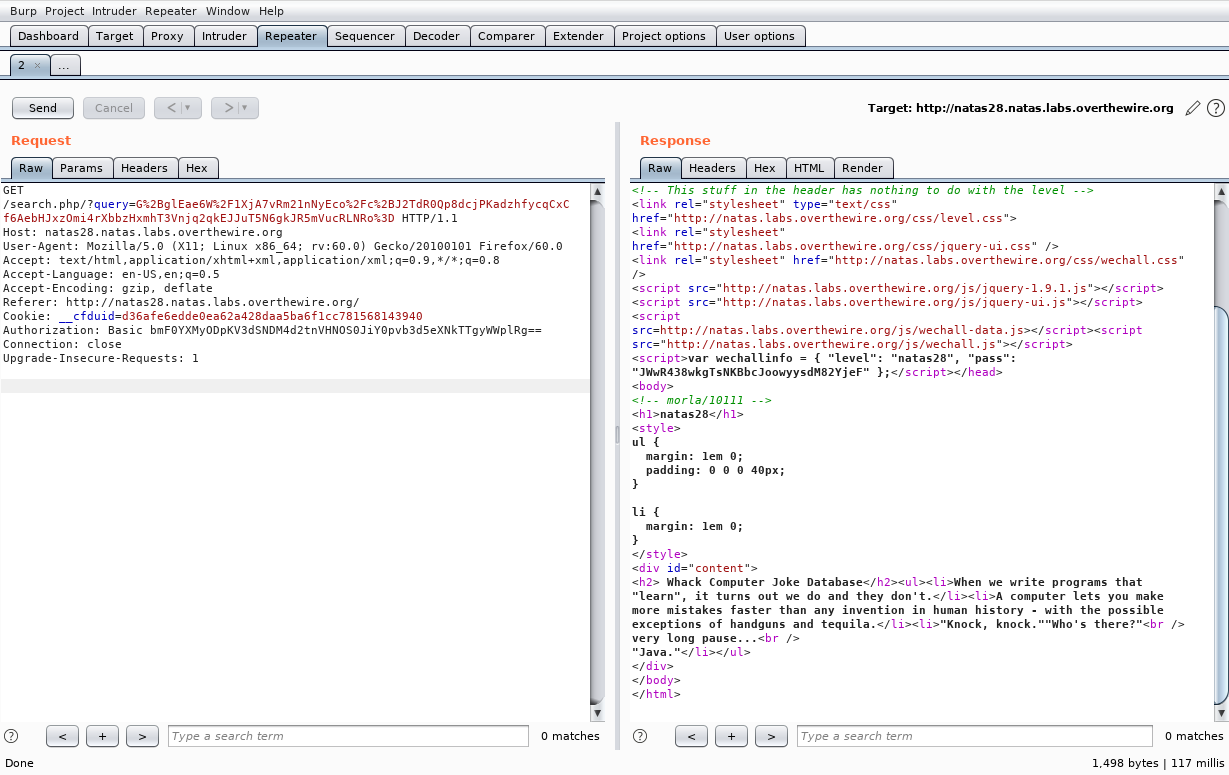 Burp Project Intruder Repeater Window Help
Dashboard Target Proxy Intruder Repeater Sequencer Decoder Comparer Extender Project options User options
2 × ...
Send Cancel < | ▼ > | ▼ Target: http://natas28.natas.labs.overthewire.org ?
Request
Raw Params Headers Hex
GET
/search.php/?query=G%2BglEae6W%2F1XjA7vRm21nNyEco%2Fc%2BJ2TdR0Qp8dcjPKadzhfycqCxC
f6AebHJxzOmi4rXbbzHxmhT3Vnjq2qkEJJuT5N6gkJR5mVucRLNRo%3D HTTP/1.1
Host: natas28.natas.labs.overthewire.org
User-Agent: Mozilla/5.0 (X11; Linux x86_64; rv:60.0) Gecko/20100101 Firefox/60.0
Accept: text/html,application/xhtml+xml,application/xml;q=0.9,*/*;q=0.8
Accept-Language: en-US,en;q=0.5
Accept-Encoding: gzip, deflate
Referer: http://natas28.natas.labs.overthewire.org/
Cookie: __cfduid=d36afe6edde0ea62a428daa5ba6f1cc781568143940
Authorization: Basic bmF0YXMyODpKV3dSNDM4d2tnVHNOS0JiY0pvb3d5eXNkTTgyWWplRg==
Connection: close
Upgrade-Insecure-Requests: 1
? < + > Type a search term 0 matches
Response
Raw Headers Hex HTML Render
<!-- This stuff in the header has nothing to do with the level -->
<link rel="stylesheet" type="text/css"
href="http://natas.labs.overthewire.org/css/level.css">
<link rel="stylesheet"
href="http://natas.labs.overthewire.org/css/jquery-ui.css" />
<link rel="stylesheet" href="http://natas.labs.overthewire.org/css/wechall.css"
/>
<script src="http://natas.labs.overthewire.org/js/jquery-1.9.1.js"></script>
<script src="http://natas.labs.overthewire.org/js/jquery-ui.js"></script>
<script
src=http://natas.labs.overthewire.org/js/wechall-data.js></script><script
src="http://natas.labs.overthewire.org/js/wechall.js"></script>
<script>var wechallinfo = { "level": "natas28", "pass":
"JWwR438wkgTsNKBbcJoowyysdM82YjeF" };</script></head>
<body>
<!-- morla/10111 -->
<h1>natas28</h1>
<style>
ul {
margin: 1em 0;
padding: 0 0 0 40px;
}
li {
margin: 1em 0;
}
</style>
<div id="content">
<h2> Whack Computer Joke Database</h2><ul><li>When we write programs that
"learn", it turns out we do and they don't.</li><li>A computer lets you make
more mistakes faster than any invention in human history - with the possible
exceptions of handguns and tequila.</li><li>"Knock, knock.""Who's there?"<br />
very long pause...<br />
"Java."</li></ul>
</div>
</body>
</html>
? < + > Type a search term 0 matches
Done 1,498 bytes | 117 millis